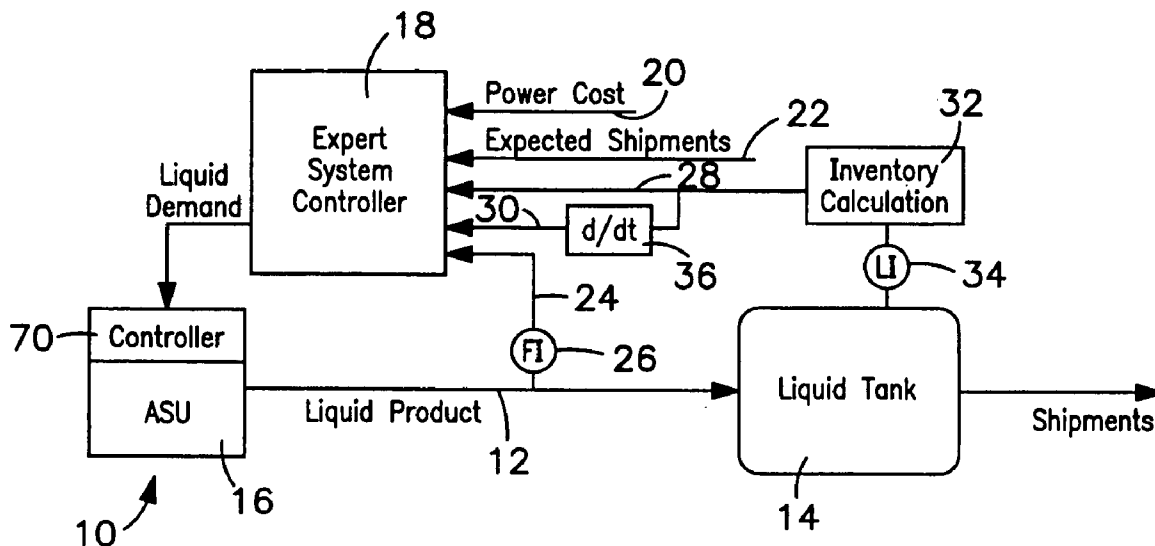 18
Power Cost
20
Expected Shipments
22
32
Expert
System
Controller
28
Inventory
Calculation
Liquid
Demand
30
d/dt
36
LI
34
24
70
Controller
FI
26
ASU
Liquid Product
12
Liquid Tank
Shipments
16
10
14